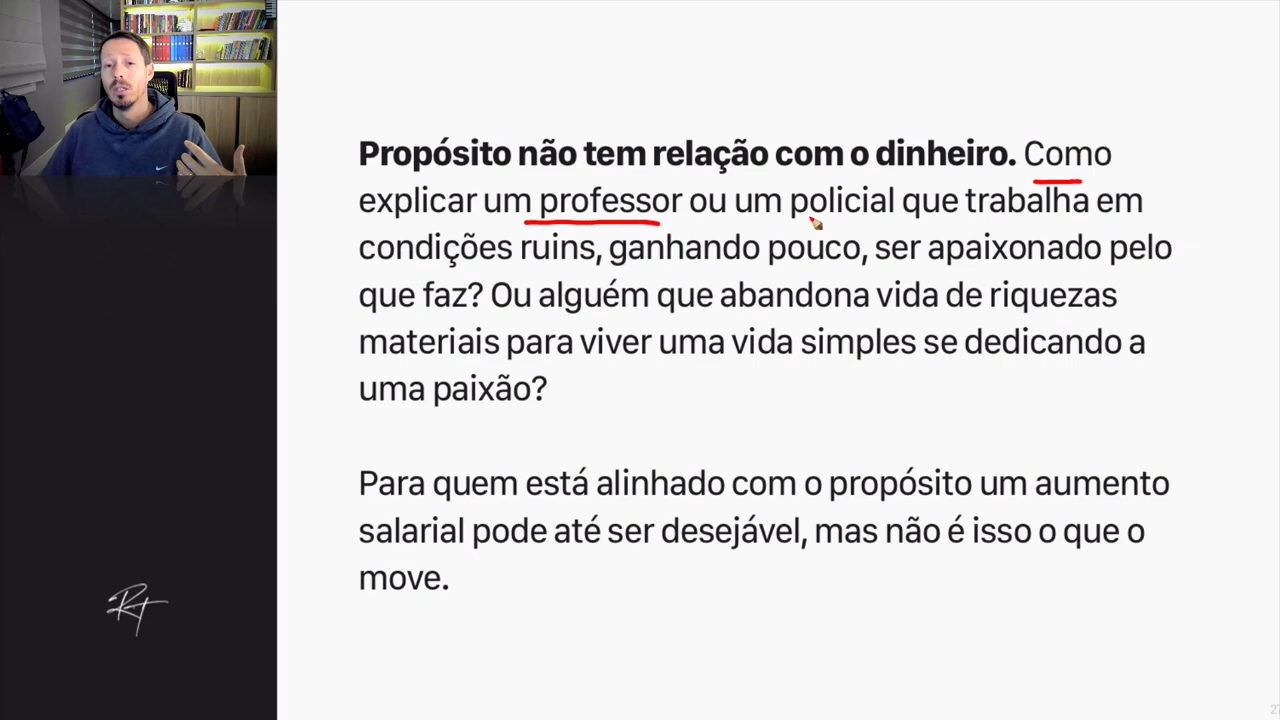 Propósito não tem relação com o dinheiro. Como
explicar um professor ou um policial que trabalha em
condições ruins, ganhando pouco, ser apaixonado pelo
que faz? Ou alguém que abandona vida de riquezas
materiais para viver uma vida simples se dedicando a
uma paixão?
Para quem está alinhado com o propósito um aumento
salarial pode até ser desejável, mas não é isso o que o
move.
RT